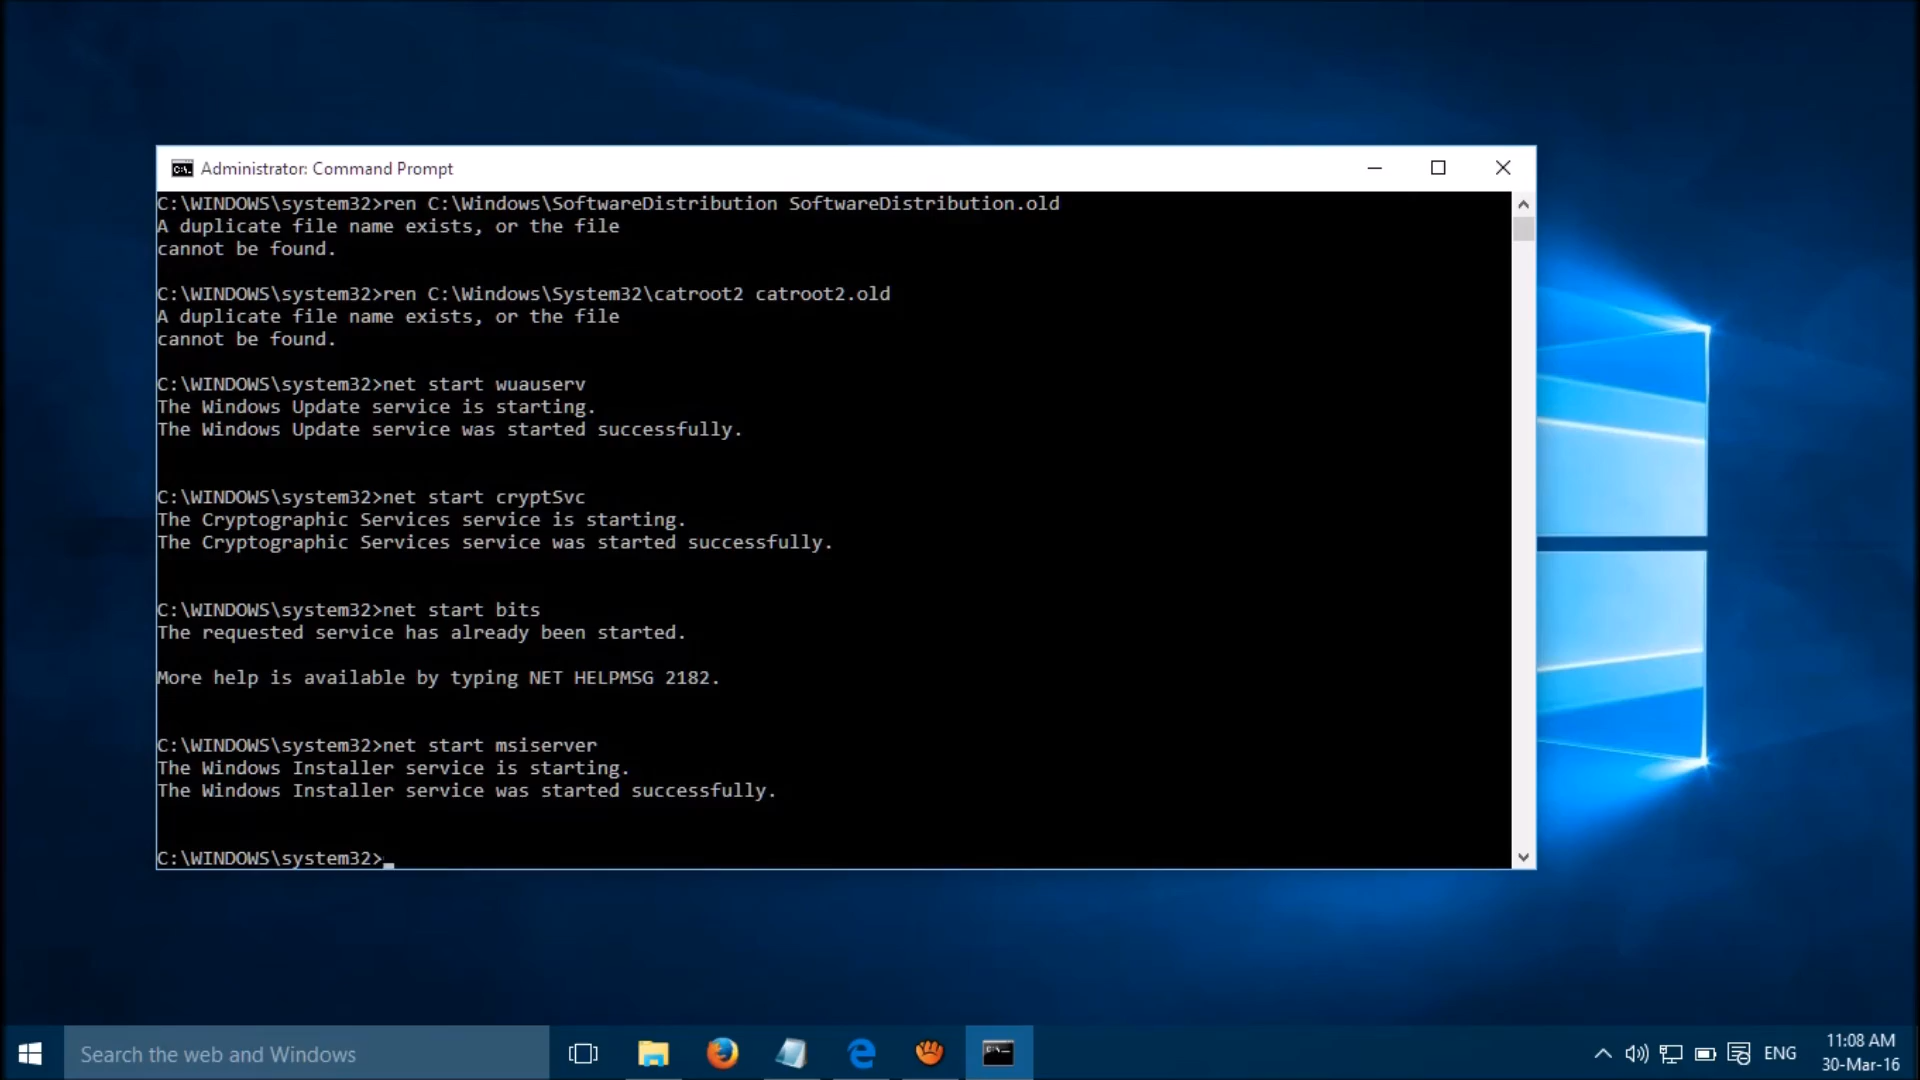 Administrator: Command Prompt
C:\WINDOWS\system32>ren C:\Windows\SoftwareDistribution SoftwareDistribution.old
A duplicate file name exists, or the file
cannot be found.
C:\WINDOWS\system32>ren C:\Windows\System32\catroot2 catroot2.old
A duplicate file name exists, or the file
cannot be found.
C:\WINDOWS\system32>net start wuauserv
The Windows Update service is starting.
The Windows Update service was started successfully.
C:\WINDOWS\system32>net start cryptSvc
The Cryptographic Services service is starting.
The Cryptographic Services service was started successfully.
C:\WINDOWS\system32>net start bits
The requested service has already been started.
More help is available by typing NET HELPMSG 2182.
C:\WINDOWS\system32>net start msiserver
The Windows Installer service is starting.
The Windows Installer service was started successfully.
C:\WINDOWS\system32>_
Search the web and Windows
ENG
11:08 AM
30-Mar-16